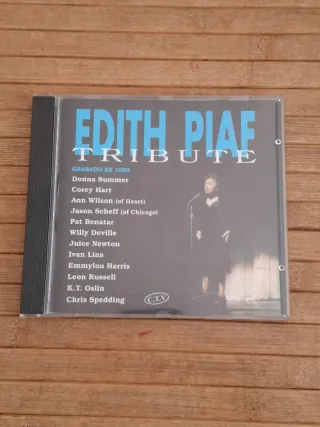 EDITH PIAF
TRIBUTE
GRABADO EN 1993
Donna Summer
Corey Hart
Ann Wilson (of Heart)
Jason Scheff (of Chicago)
Pat Benatar
Willy Deville
Juice Newton
Ivan Lins
Emmylou Harris
Leon Russell
K.T. Oslin
Chris Spedding